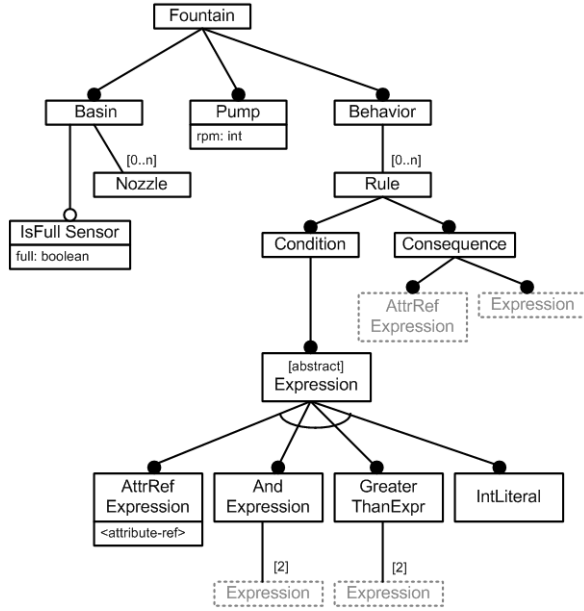 Fountain
Basin
Pump
rpm: int
Behavior
[0..n]
Nozzle
[0..n]
Rule
IsFull Sensor
full: boolean
Condition
Consequence
AttrRef
Expression
Expression
[abstract]
Expression
AttrRef
Expression
<attribute-ref>
And
Expression
Greater
ThanExpr
IntLiteral
[2]
Expression
[2]
Expression